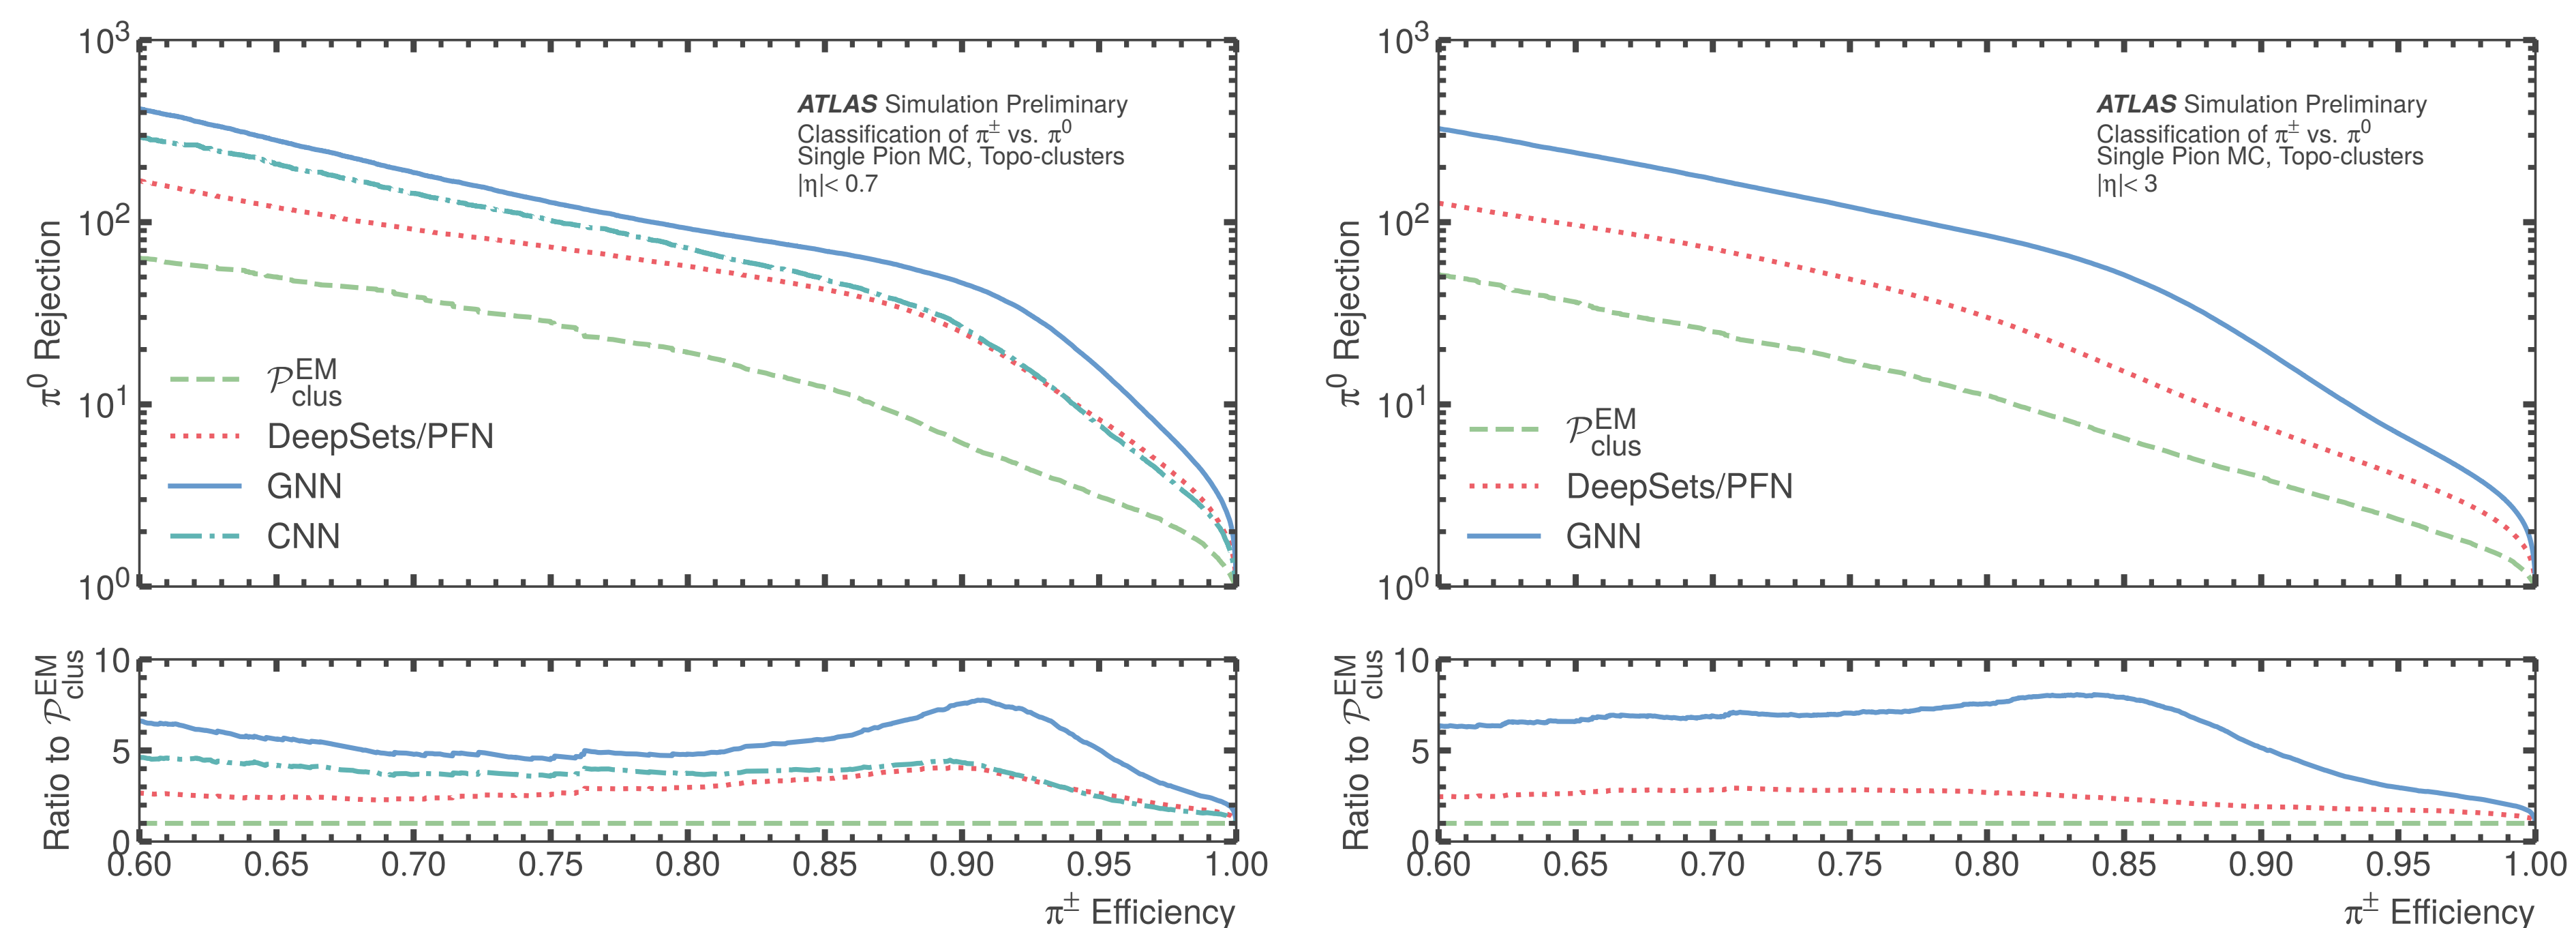 10³
ATLAS Simulation Preliminary
Classification of π± vs. π⁰
Single Pion MC, Topo-clusters
|η|< 0.7
10²
π⁰ Rejection
10¹
𝒫EM clus
DeepSets/PFN
GNN
CNN
10⁰
10
5
0
Ratio to 𝒫EM clus
0.60 0.65 0.70 0.75 0.80 0.85 0.90 0.95 1.00
π± Efficiency
10³
ATLAS Simulation Preliminary
Classification of π± vs. π⁰
Single Pion MC, Topo-clusters
|η|< 3
10²
π⁰ Rejection
10¹
𝒫EM clus
DeepSets/PFN
GNN
10⁰
10
5
0
Ratio to 𝒫EM clus
0.60 0.65 0.70 0.75 0.80 0.85 0.90 0.95 1.00
π± Efficiency